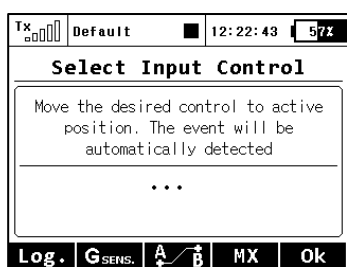 Tx Default 12:22:43 57%
Select Input Control
Move the desired control to active
position. The event will be
automatically detected
...
Log. GSENS. A B MX Ok